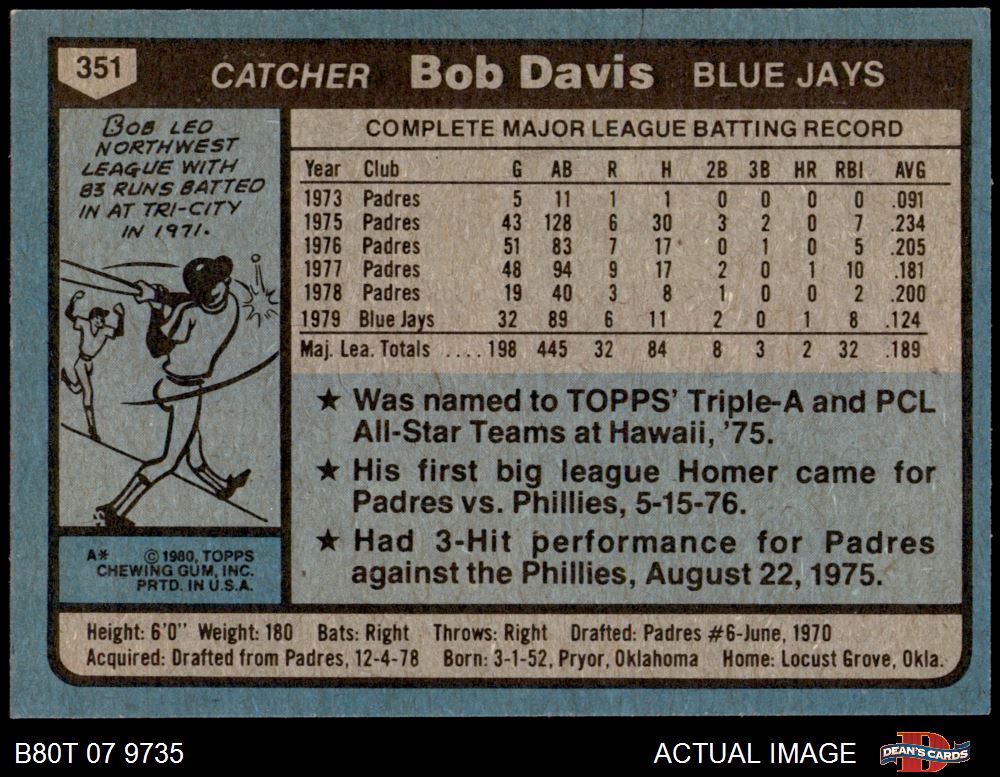 351
CATCHER Bob Davis BLUE JAYS
BOB LED
NORTHWEST
LEAGUE WITH
83 RUNS BATTED
IN AT TRI-CITY
IN 1971.
COMPLETE MAJOR LEAGUE BATTING RECORD
Year Club G AB R H 2B 3B HR RBI AVG
1973 Padres 5 11 1 1 0 0 0 0 .091
1975 Padres 43 128 6 30 3 2 0 7 .234
1976 Padres 51 83 7 17 0 1 0 5 .205
1977 Padres 48 94 9 17 2 0 1 10 .181
1978 Padres 19 40 3 8 1 0 0 2 .200
1979 Blue Jays 32 89 6 11 2 0 1 8 .124
Maj. Lea. Totals .... 198 445 32 84 8 3 2 32 .189
★ Was named to TOPPS' Triple-A and PCL
All-Star Teams at Hawaii, '75.
★ His first big league Homer came for
Padres vs. Phillies, 5-15-76.
★ Had 3-Hit performance for Padres
against the Phillies, August 22, 1975.
A* © 1980, TOPPS
CHEWING GUM, INC.
PRTD. IN U.S.A.
Height: 6'0" Weight: 180 Bats: Right Throws: Right Drafted: Padres #6-June, 1970
Acquired: Drafted from Padres, 12-4-78 Born: 3-1-52, Pryor, Oklahoma Home: Locust Grove, Okla.
B80T 07 9735 ACTUAL IMAGE D DEAN'S CARDS